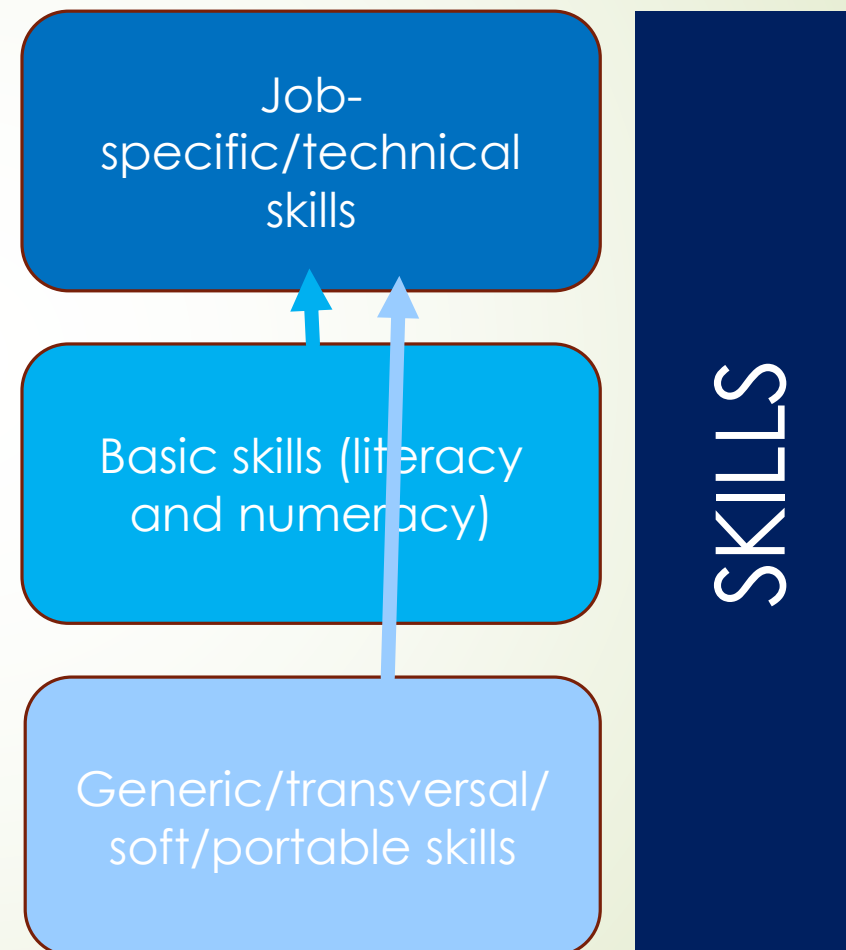 Job-
specific/technical
skills
Basic skills (literacy
and numeracy)
Generic/transversal/
soft/portable skills
SKILLS